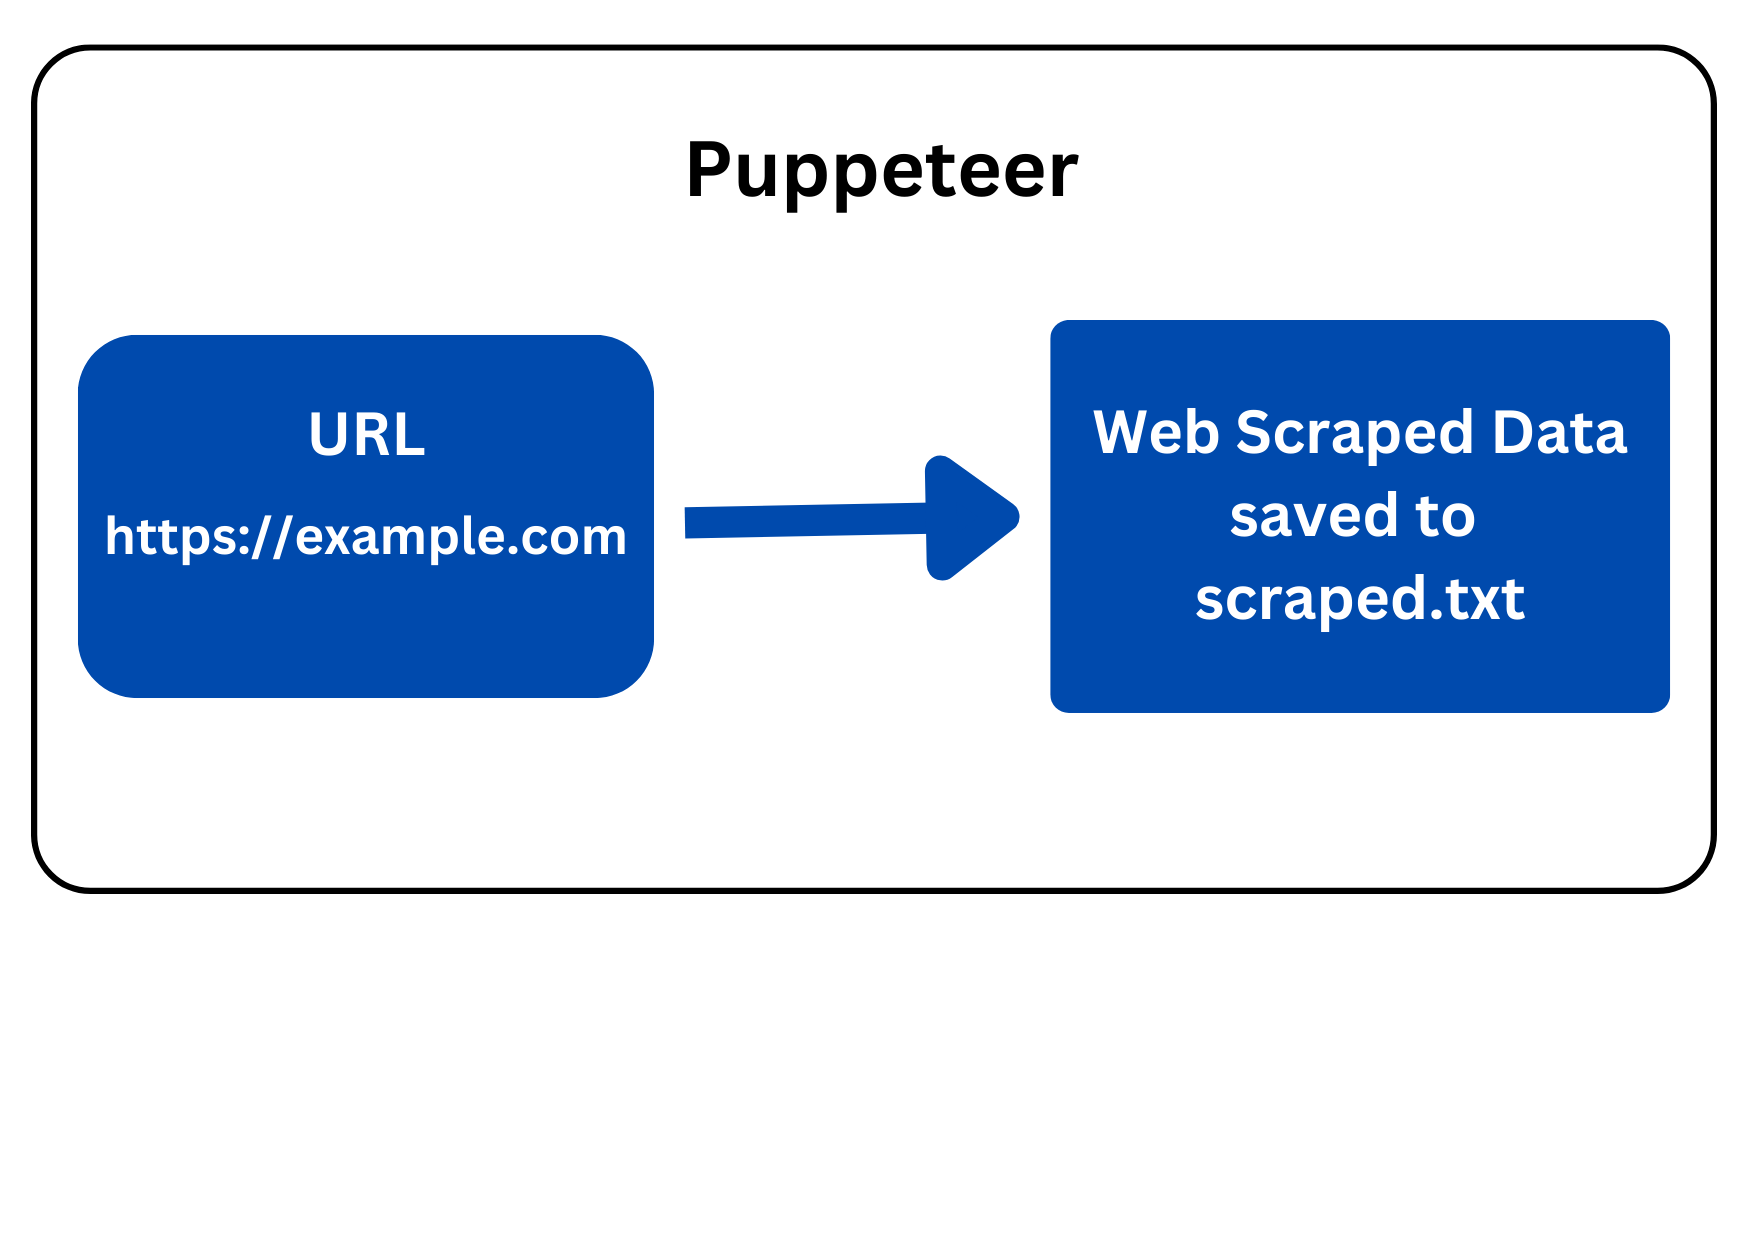 Puppeteer
URL
https://example.com
Web Scraped Data
saved to
scraped.txt